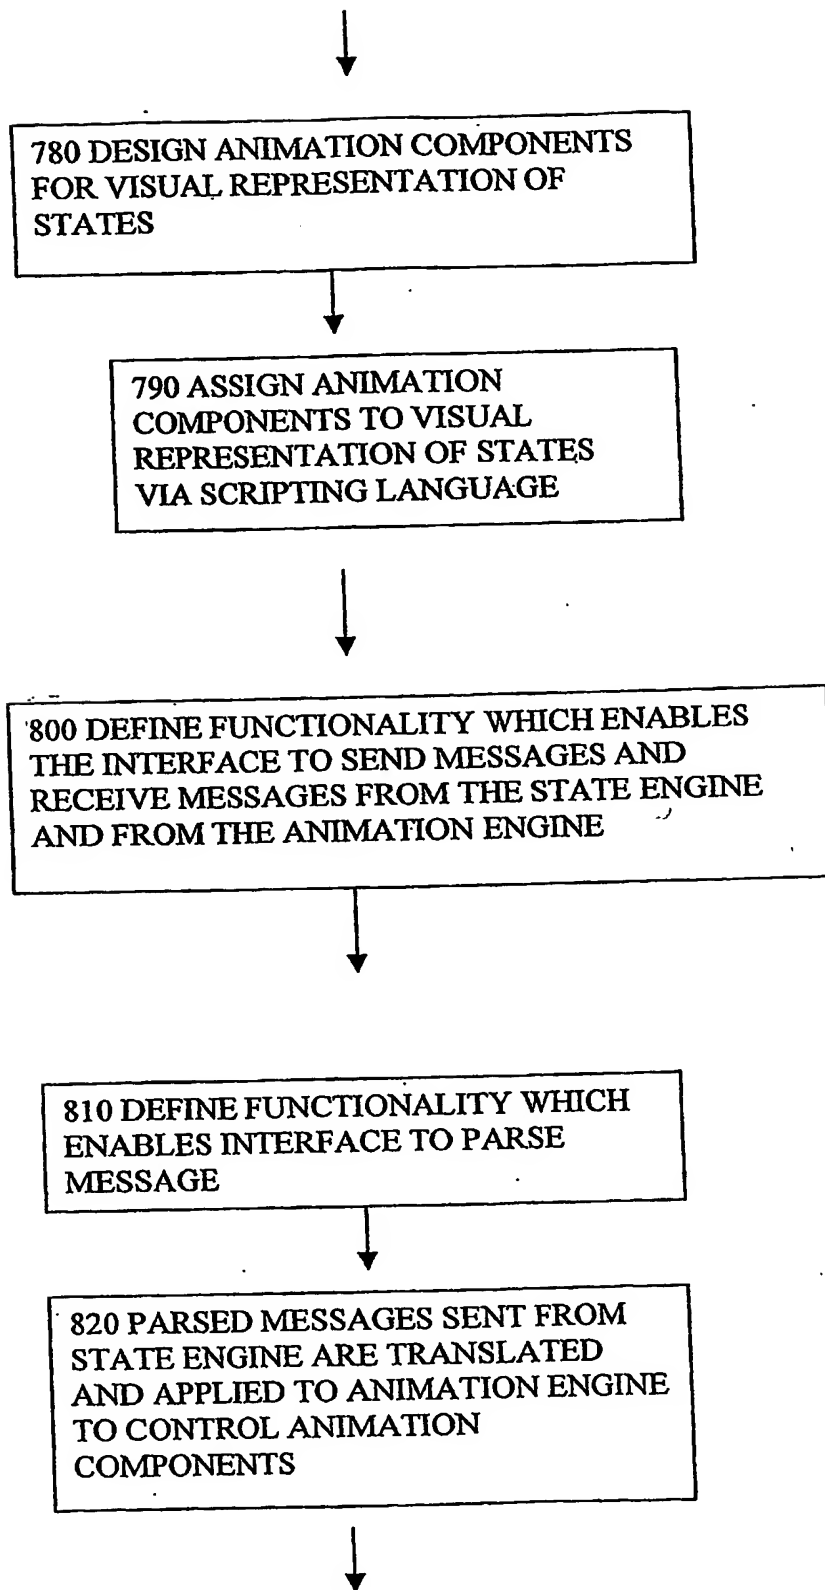 780 DESIGN ANIMATION COMPONENTS
FOR VISUAL REPRESENTATION OF
STATES
790 ASSIGN ANIMATION
COMPONENTS TO VISUAL
REPRESENTATION OF STATES
VIA SCRIPTING LANGUAGE
800 DEFINE FUNCTIONALITY WHICH ENABLES
THE INTERFACE TO SEND MESSAGES AND
RECEIVE MESSAGES FROM THE STATE ENGINE
AND FROM THE ANIMATION ENGINE
810 DEFINE FUNCTIONALITY WHICH
ENABLES INTERFACE TO PARSE
MESSAGE
820 PARSED MESSAGES SENT FROM
STATE ENGINE ARE TRANSLATED
AND APPLIED TO ANIMATION ENGINE
TO CONTROL ANIMATION
COMPONENTS